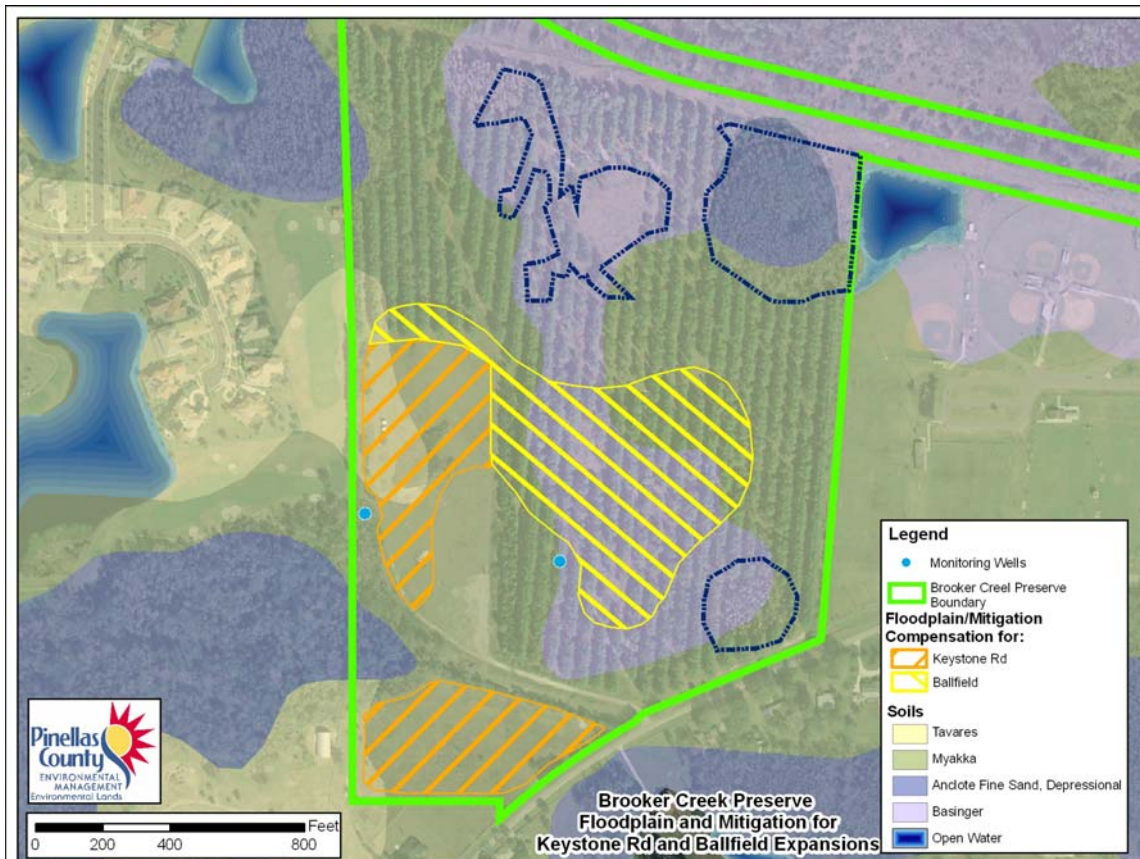 Legend
Monitoring Wells
Brooker Creel Preserve
Boundary
Floodplain/Mitigation
Compensation for:
Keystone Rd
Ballfield
Soils
Tavares
Myakka
Anclote Fine Sand, Depressional
Basinger
Open Water
Pinellas
County
ENVIRONMENTAL
MANAGEMENT
Environmental Lands
Feet
0 200 400 800
Brooker Creek Preserve
Floodplain and Mitigation for
Keystone Rd and Ballfield Expansions